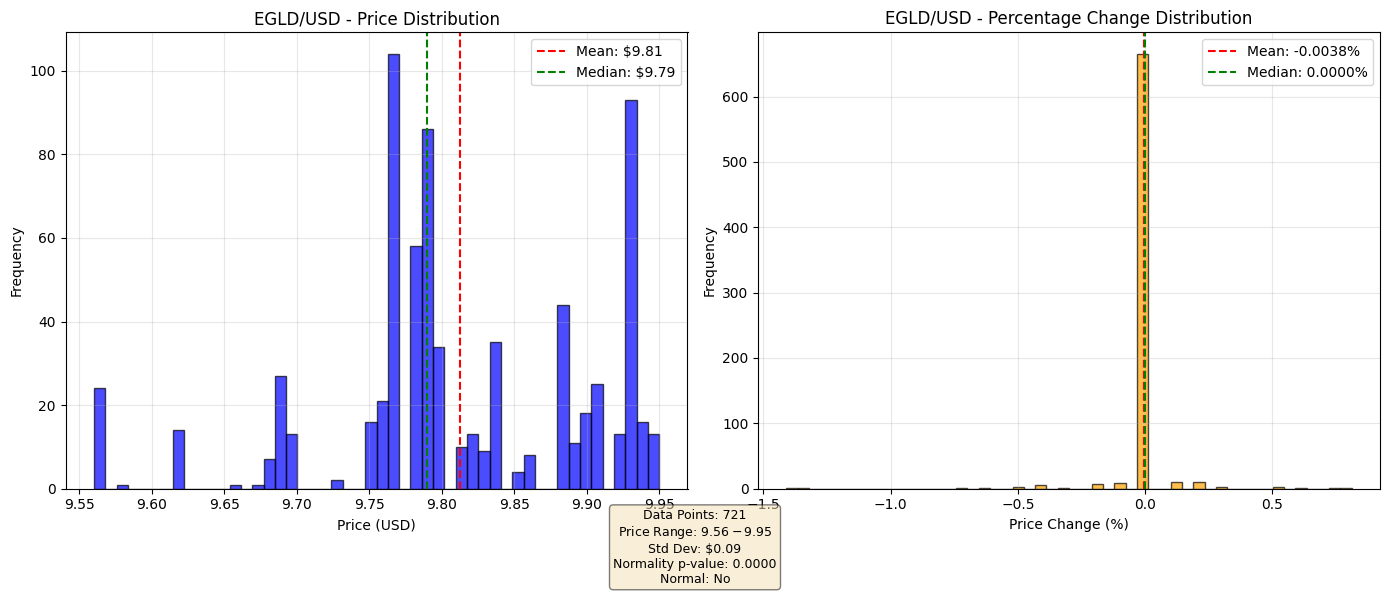 EGLD/USD - Price Distribution
Mean: $9.81
Median: $9.79
Frequency
100
80
60
40
20
0
9.55
9.60
9.65
9.70
9.75
9.80
9.85
9.90
9.95
Price (USD)
EGLD/USD - Percentage Change Distribution
Mean: -0.0038%
Median: 0.0000%
Frequency
600
500
400
300
200
100
0
−1.5
−1.0
−0.5
0.0
0.5
Price Change (%)
Data Points: 721
Price Range: 9.56 − 9.95
Std Dev: $0.09
Normality p-value: 0.0000
Normal: No